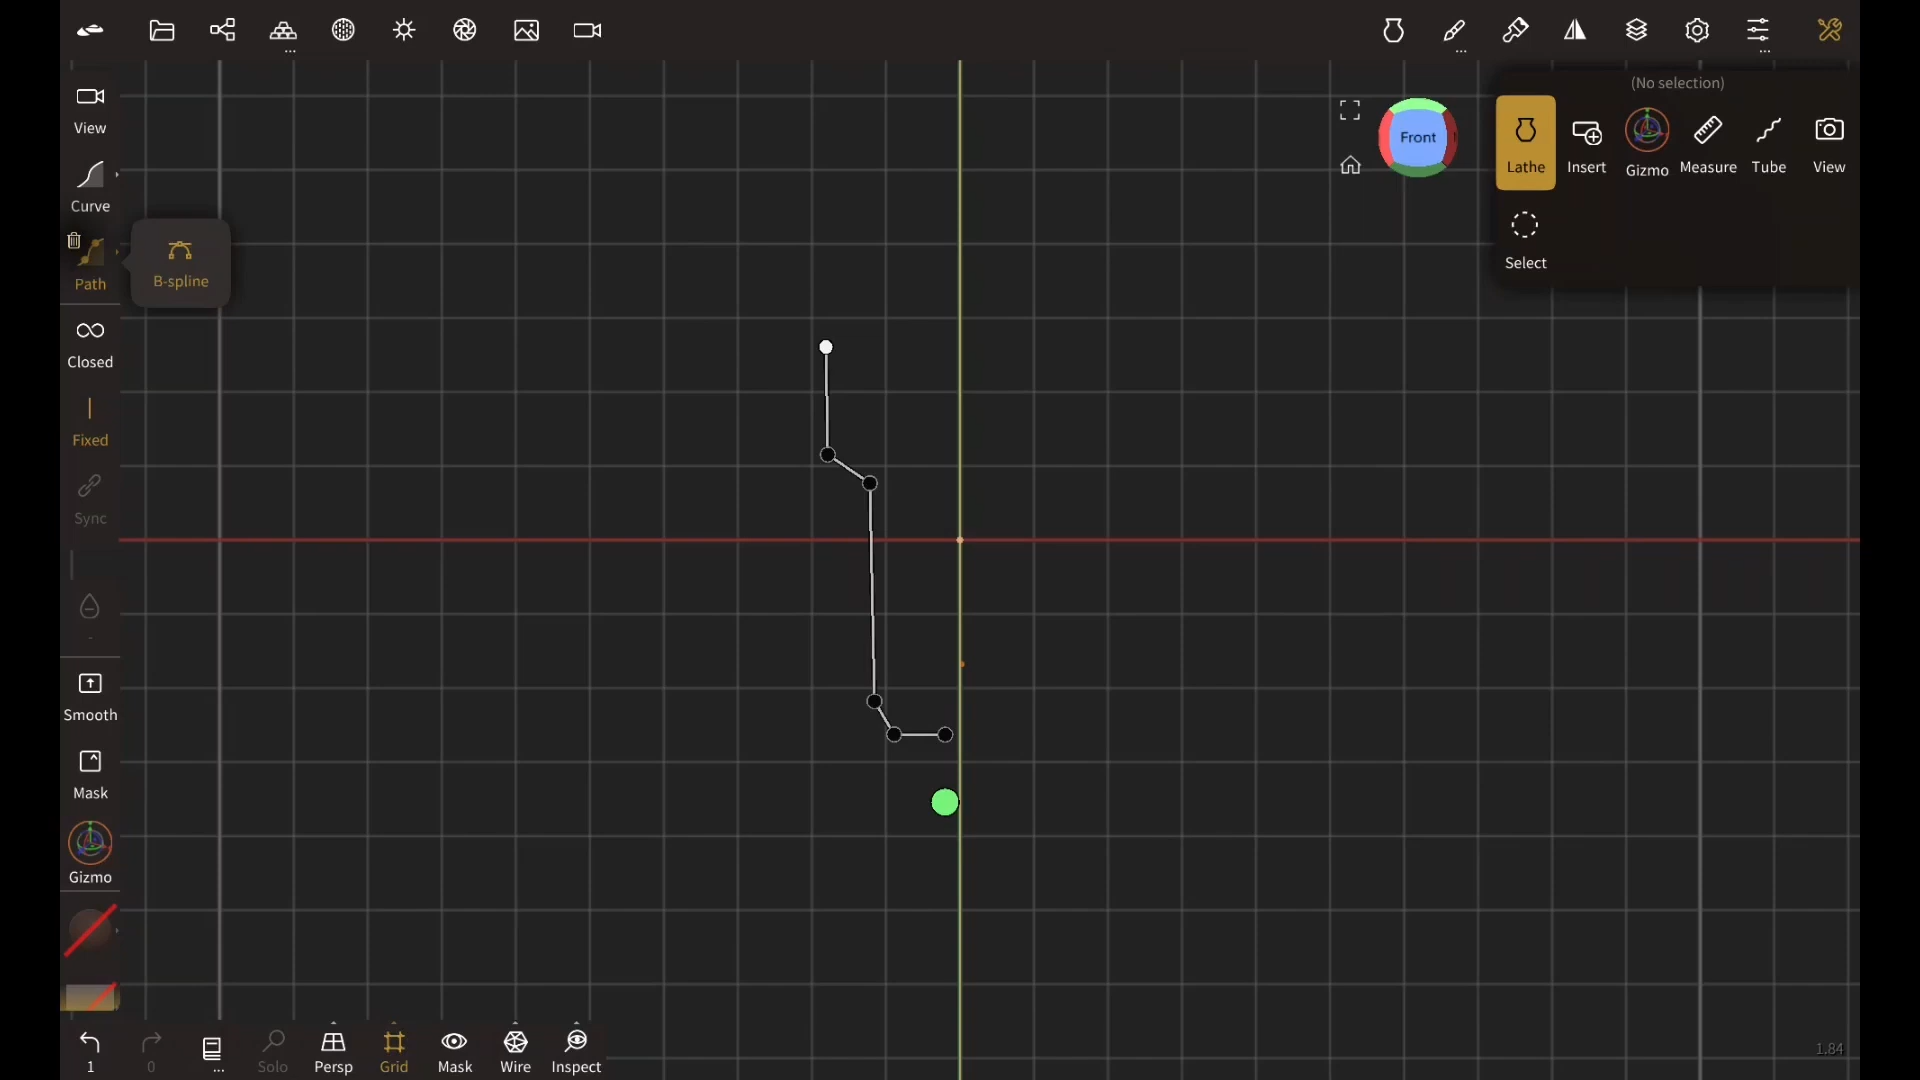 (No selection)
View
Front
Lathe
Insert
Gizmo
Measure
Tube
View
Curve
Select
B-spline
Path
Closed
Fixed
Sync
-
Smooth
Mask
Gizmo
1
0
...
Solo
Persp
Grid
Mask
Wire
Inspect
1.84